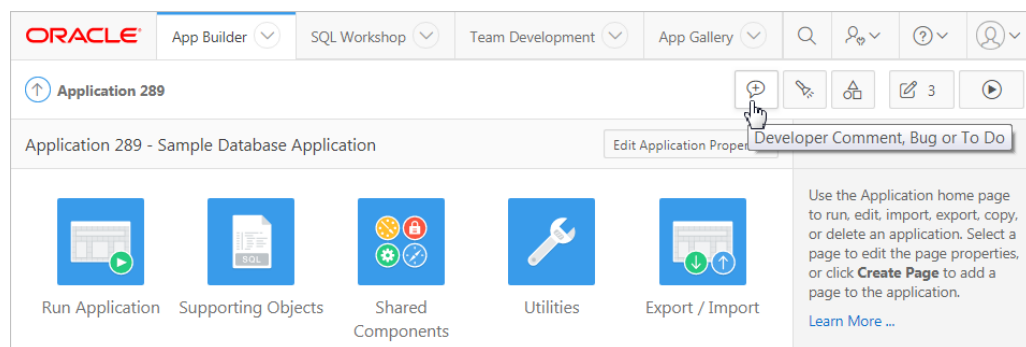 ORACLE App Builder SQL Workshop Team Development App Gallery
Application 289
3
Developer Comment, Bug or To Do
Application 289 - Sample Database Application
Edit Application Proper
SQL
Run Application
Supporting Objects
Shared
Components
Utilities
Export / Import
Use the Application home page
to run, edit, import, export, copy,
or delete an application. Select a
page to edit the page properties,
or click Create Page to add a
page to the application.
Learn More ...